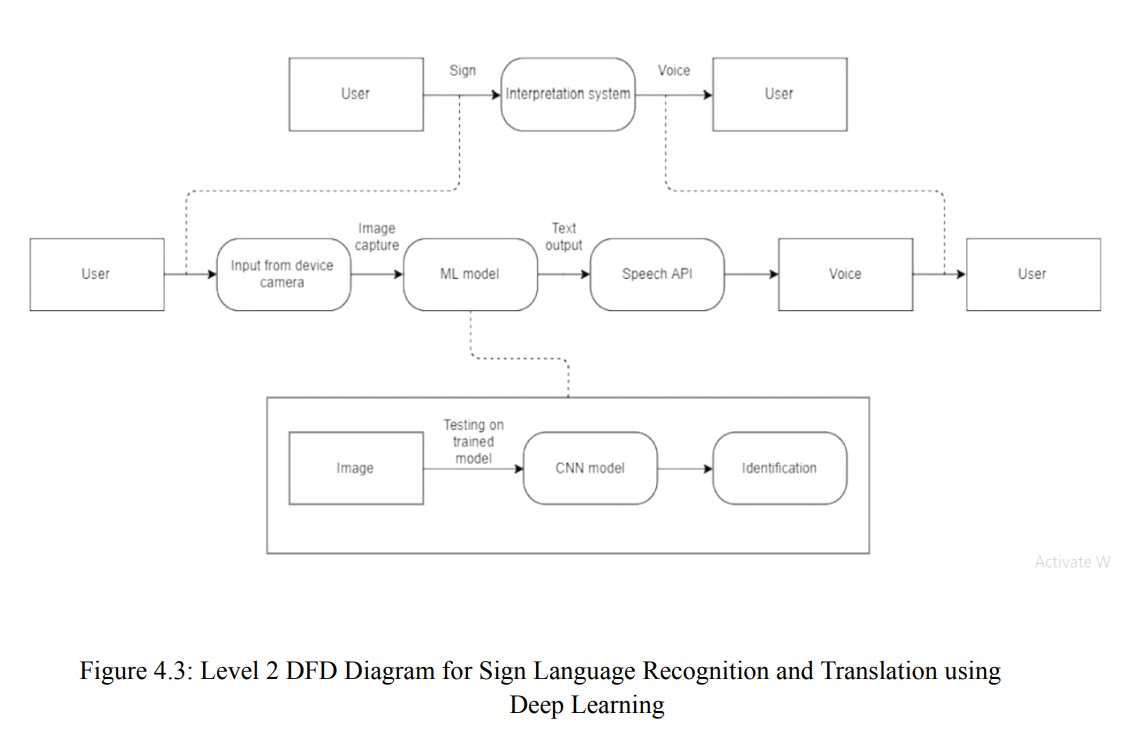 Sign
Voice
User
Interpretation system
User
Image
capture
Text
output
User
Input from device
camera
ML model
Speech API
Voice
User
Testing on
trained
model
Image
CNN model
Identification
Activate W
Figure 4.3: Level 2 DFD Diagram for Sign Language Recognition and Translation using
Deep Learning